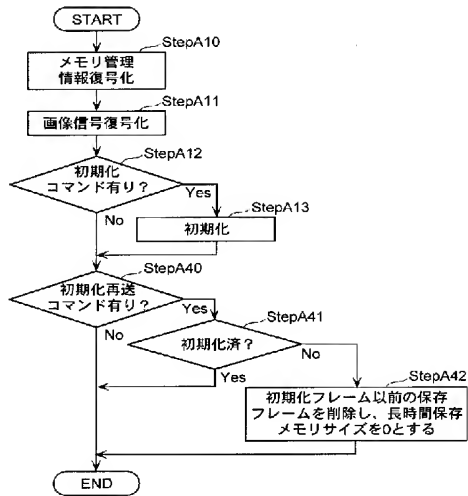 START
StepA10
メモリ管理
情報復号化
StepA11
画像信号復号化
StepA12
初期化
コマンド有り？
Yes
No
StepA13
初期化
StepA40
初期化再送
コマンド有り？
Yes
No
StepA41
初期化済？
No
Yes
StepA42
初期化フレーム以前の保存
フレームを削除し、長時間保存
メモリサイズを0とする
END